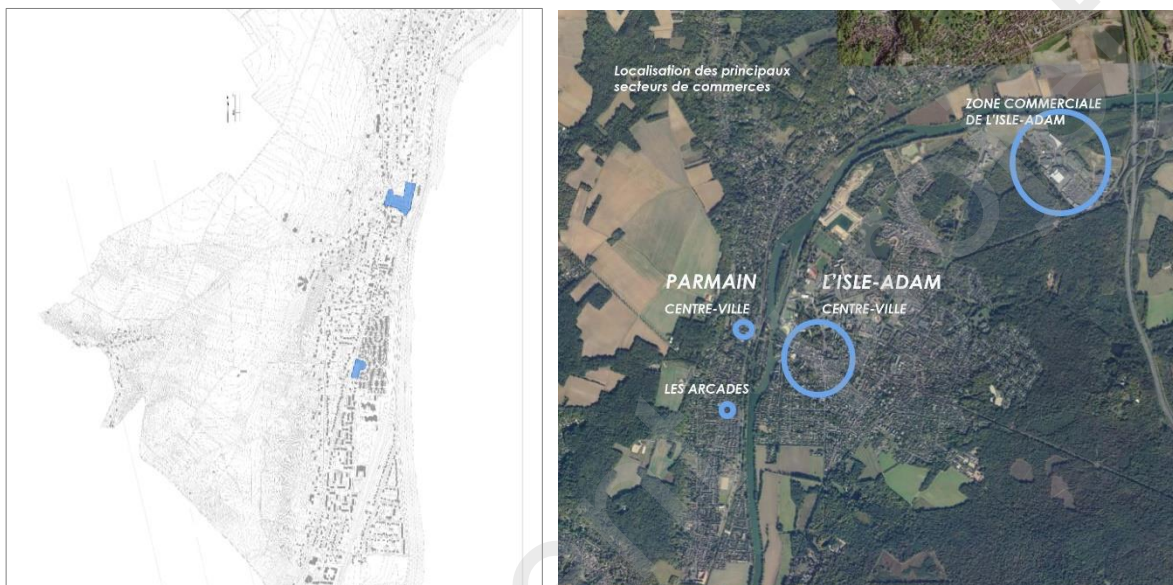 Localisation des principaux
secteurs de commerces
ZONE COMMERCIALE
DE L'ISLE-ADAM
PARMAIN
CENTRE-VILLE
L'ISLE-ADAM
CENTRE-VILLE
LES ARCADES